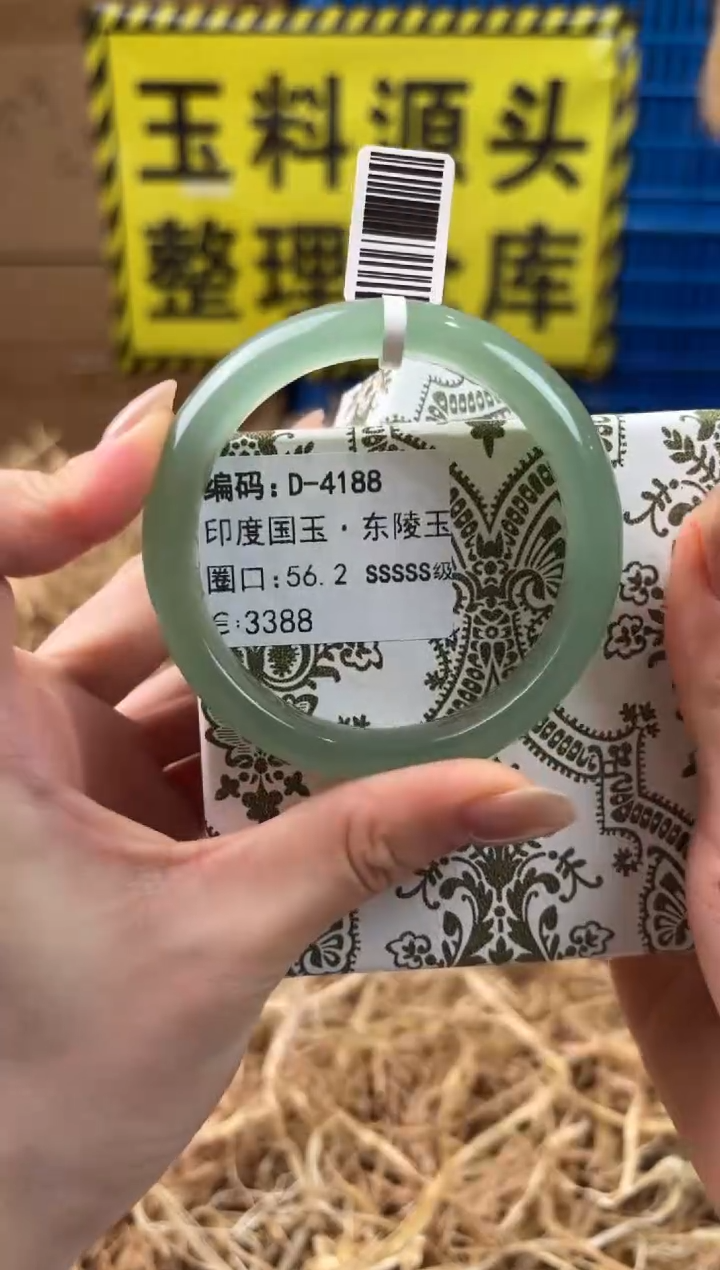 玉料源头
整理仓库
编码:D-4188
印度国玉·东陵玉
圈口:56.2 SSSSS级
:3388